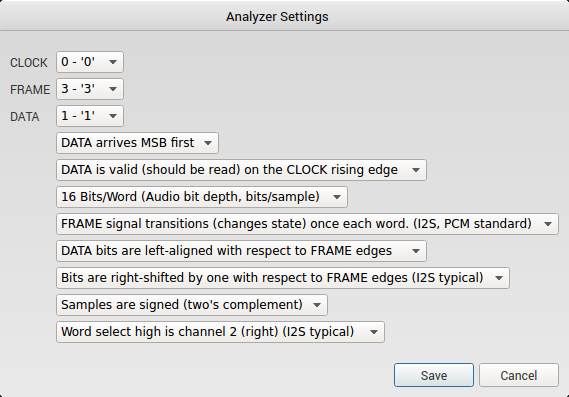 Analyzer Settings
CLOCK 0 - '0'
FRAME 3 - '3'
DATA 1 - '1'
DATA arrives MSB first
DATA is valid (should be read) on the CLOCK rising edge
16 Bits/Word (Audio bit depth, bits/sample)
FRAME signal transitions (changes state) once each word. (I2S, PCM standard)
DATA bits are left-aligned with respect to FRAME edges
Bits are right-shifted by one with respect to FRAME edges (I2S typical)
Samples are signed (two's complement)
Word select high is channel 2 (right) (I2S typical)
Save Cancel